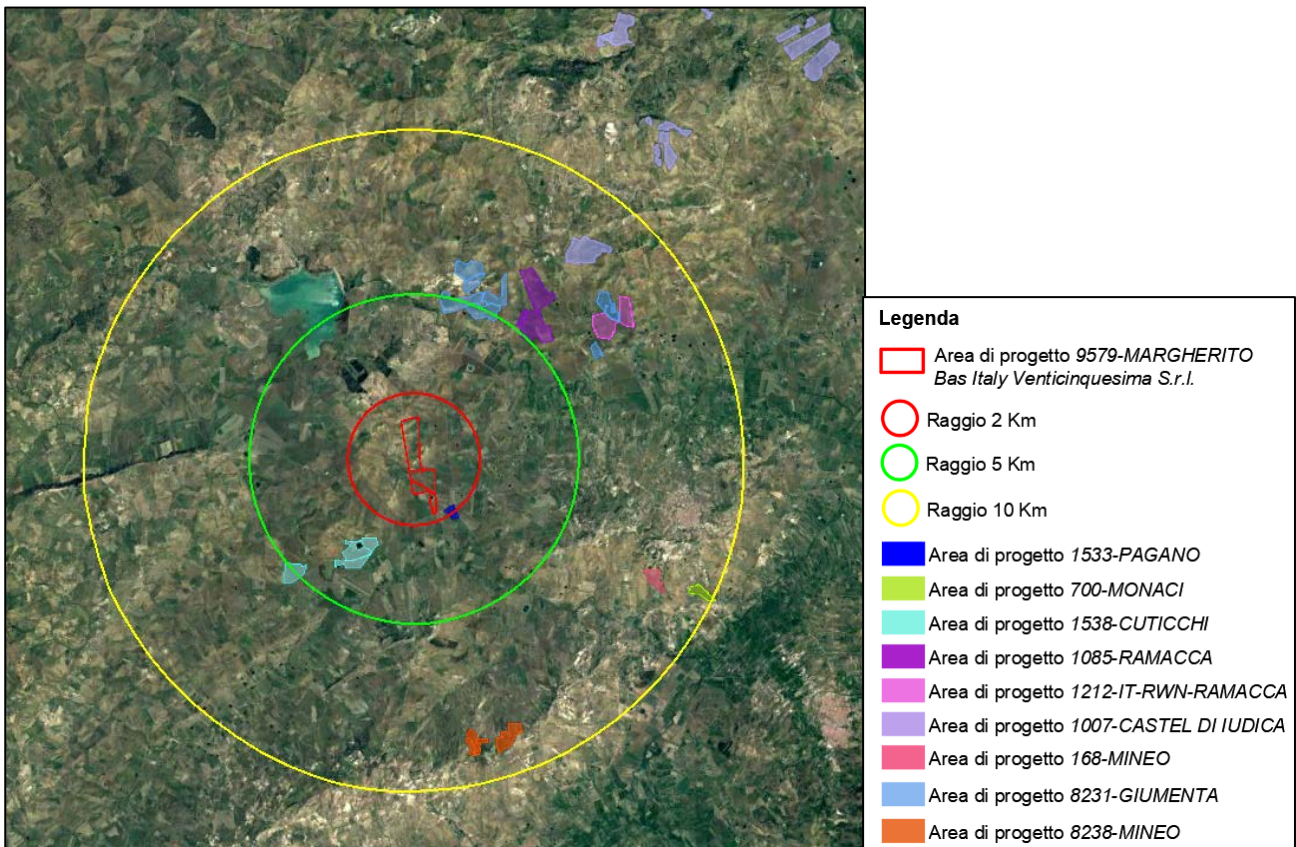 Legenda
Area di progetto 9579-MARGHERITO
Bas Italy Venticinquesima S.r.l.
Raggio 2 Km
Raggio 5 Km
Raggio 10 Km
Area di progetto 1533-PAGANO
Area di progetto 700-MONACI
Area di progetto 1538-CUTICCHI
Area di progetto 1085-RAMACCA
Area di progetto 1212-IT-RWN-RAMACCA
Area di progetto 1007-CASTEL DI IUDICA
Area di progetto 168-MINEO
Area di progetto 8231-GIUMENTA
Area di progetto 8238-MINEO